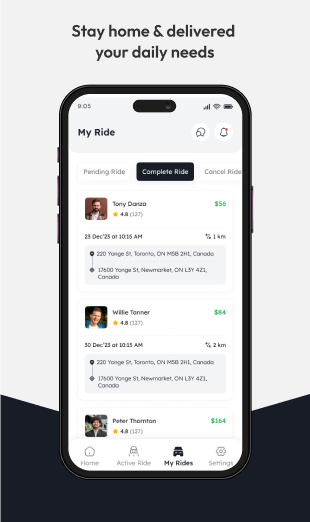 Stay home & delivered
your daily needs
9:05
My Ride
Pending Ride
Complete Ride
Cancel Ride
Tony Danza
$56
4.8 (127)
23 Dec'23 at 10:15 AM
1 km
220 Yonge St, Toronto, ON M5B 2H1, Canada
17600 Yonge St, Newmarket, ON L3Y 4Z1,
Canada
Willie Tanner
$84
4.8 (127)
30 Dec'23 at 10:15 AM
2 km
220 Yonge St, Toronto, ON M5B 2H1, Canada
17600 Yonge St, Newmarket, ON L3Y 4Z1,
Canada
Peter Thornton
$164
4.8 (127)
Home
Active Ride
My Rides
Settings